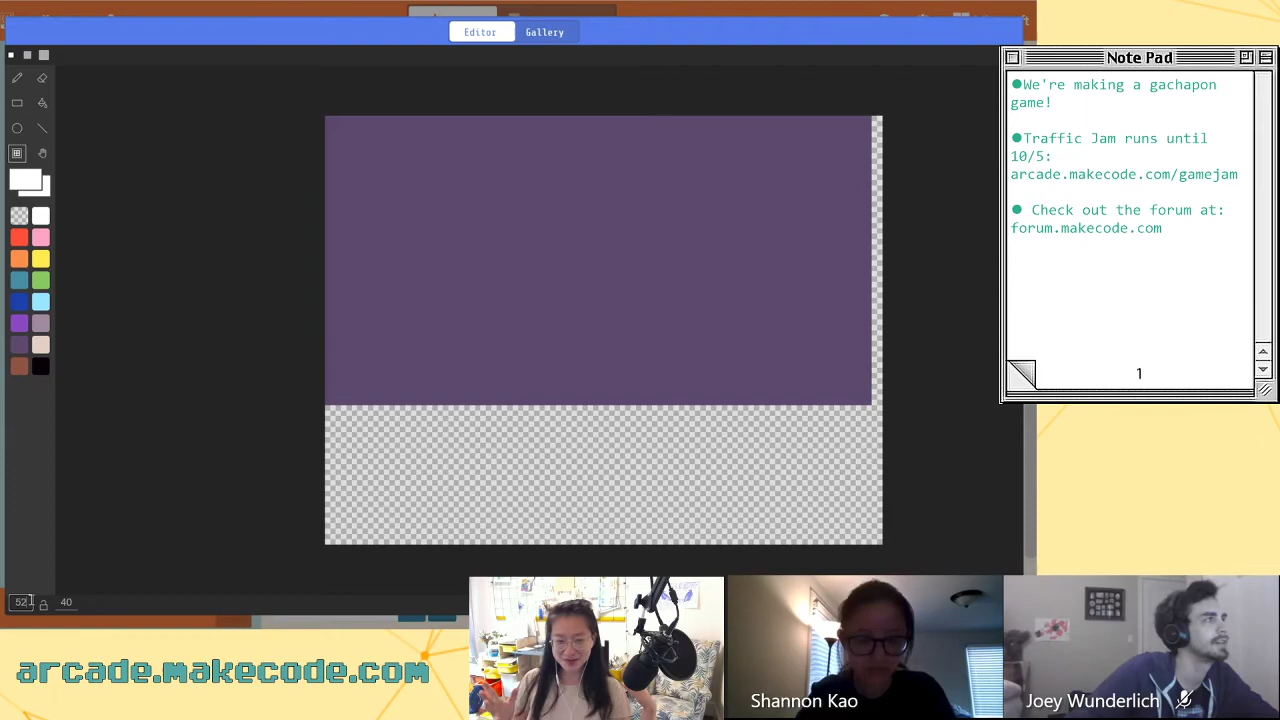 Editor
Gallery
Note Pad
●We're making a gachapon
game!
●Traffic Jam runs until
10/5:
arcade.makecode.com/gamejam
● Check out the forum at:
forum.makecode.com
1
52
40
arcade.makecode.com
Shannon Kao
Joey Wunderlich